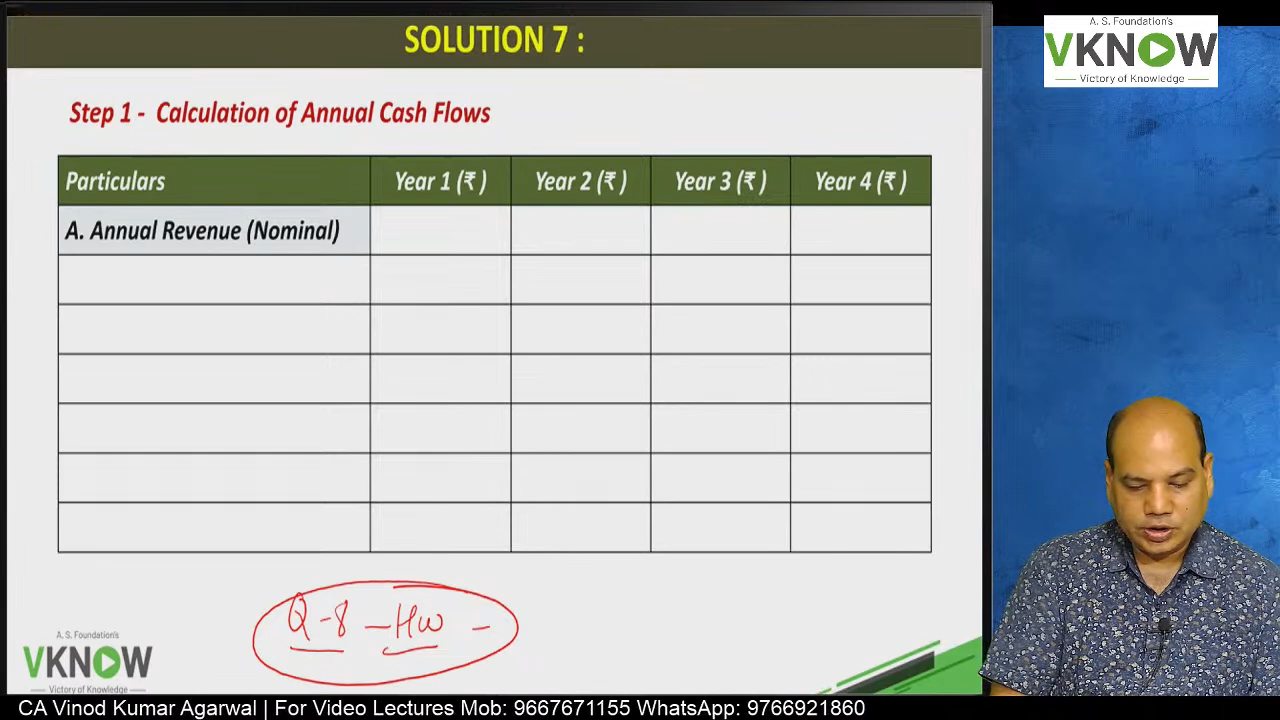 SOLUTION 7 :
A. S. Foundation's
VKNOW
Victory of Knowledge
Step 1 - Calculation of Annual Cash Flows
Particulars Year 1 (₹ ) Year 2 (₹ ) Year 3 (₹ ) Year 4 (₹ )
A. Annual Revenue (Nominal)
Q-8 - HW -
A. S. Foundation's
VKNOW
Victory of Knowledge
CA Vinod Kumar Agarwal | For Video Lectures Mob: 9667671155 WhatsApp: 9766921860